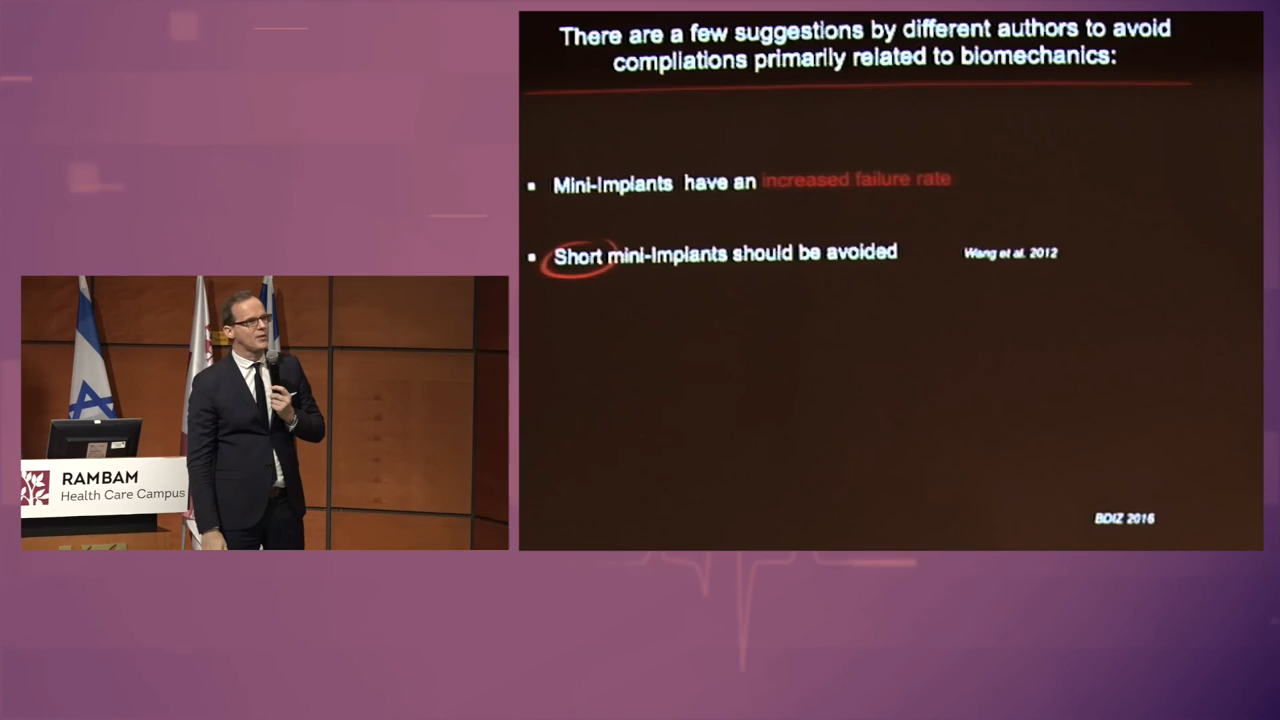 There are a few suggestions by different authors to avoid
compliations primarily related to biomechanics:
▪ Mini-Implants have an increased failure rate
▪ Short mini-Implants should be avoided Wang et al. 2012
BDIZ 2016
RAMBAM
Health Care Campus